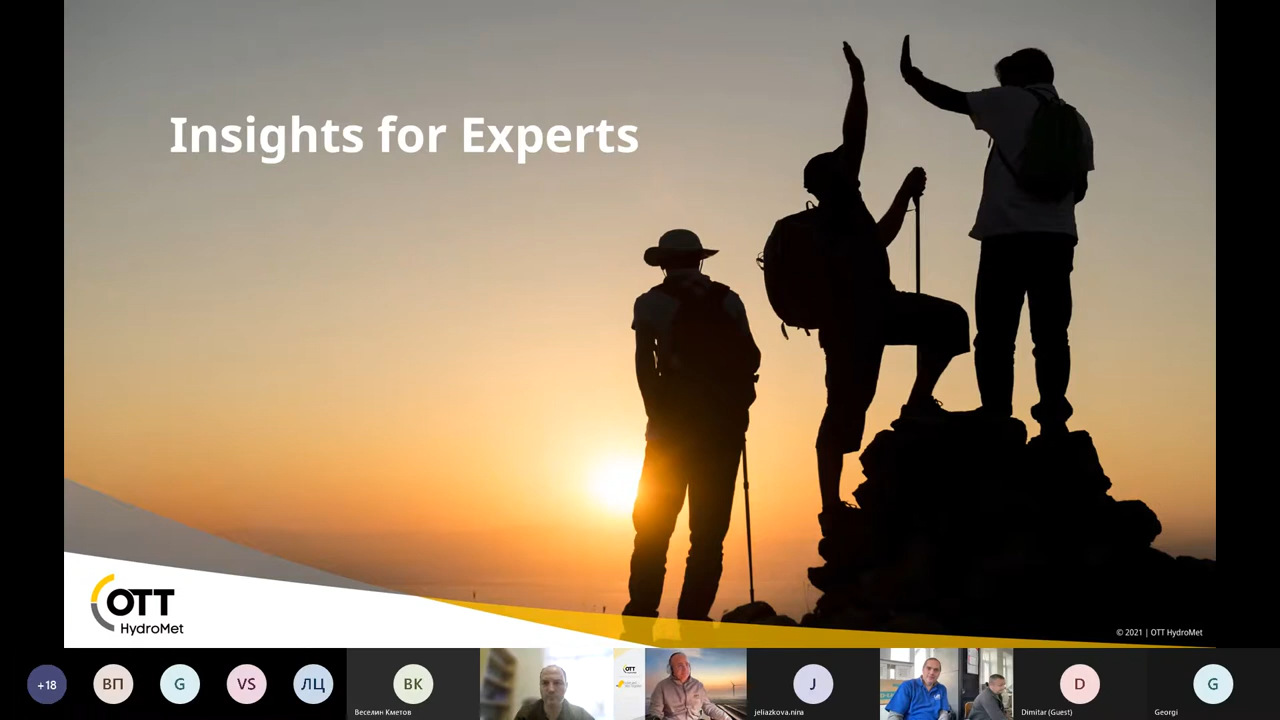 Insights for Experts
OTT
HydroMet
© 2021 | OTT HydroMet
+18
ВП
G
VS
ЛЦ
ВК
Веселин Кметов
OTT
J
jeliazkova.nina
D
Dimitar (Guest)
G
Georgi